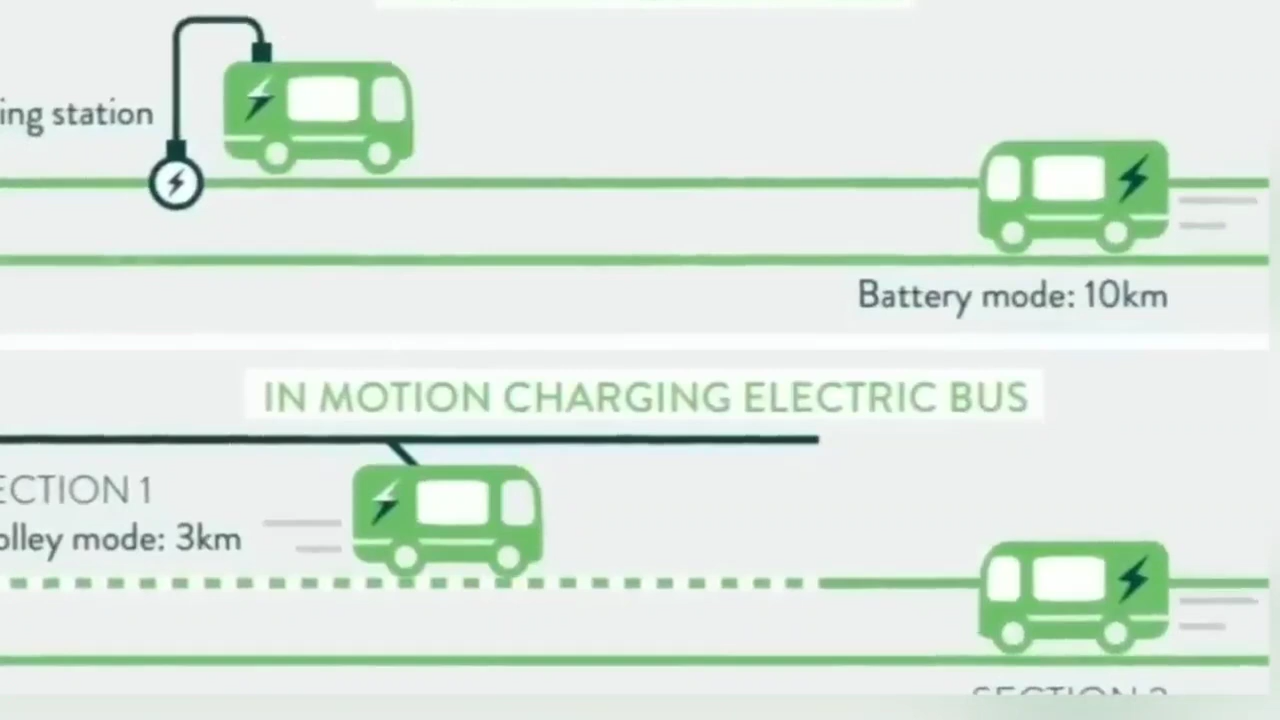 ing station
Battery mode: 10km
IN MOTION CHARGING ELECTRIC BUS
ECTION 1
olley mode: 3km